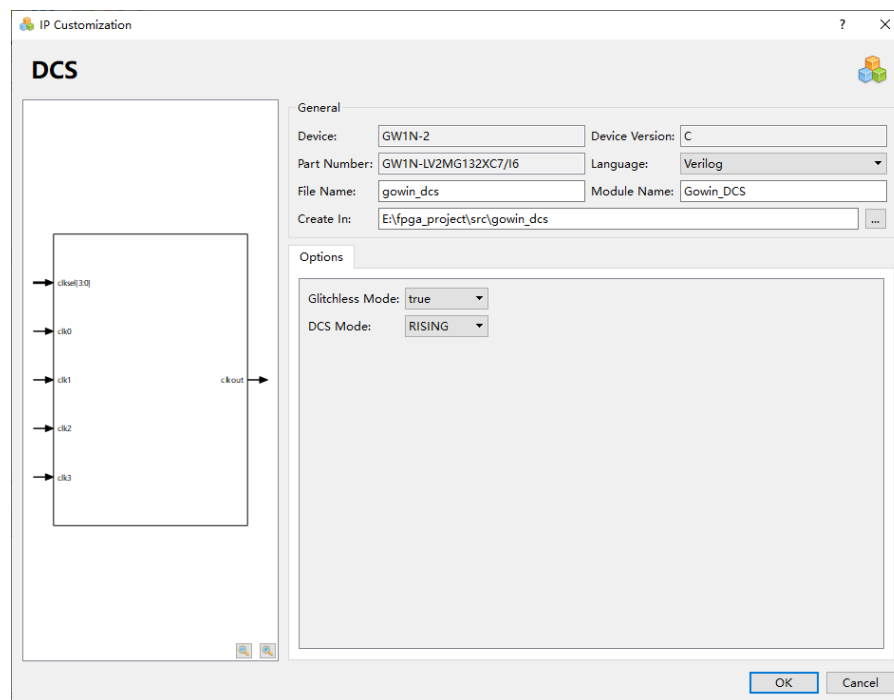 IP Customization ? ×
DCS
General
Device: GW1N-2 Device Version: C
Part Number: GW1N-LV2MG132XC7/I6 Language: Verilog
File Name: gowin_dcs Module Name: Gowin_DCS
Create In: E:\fpga_project\src\gowin_dcs ...
Options
Glitchless Mode: true
DCS Mode: RISING
clksel[3:0]
clk0
clk1 clkout
clk2
clk3
OK Cancel